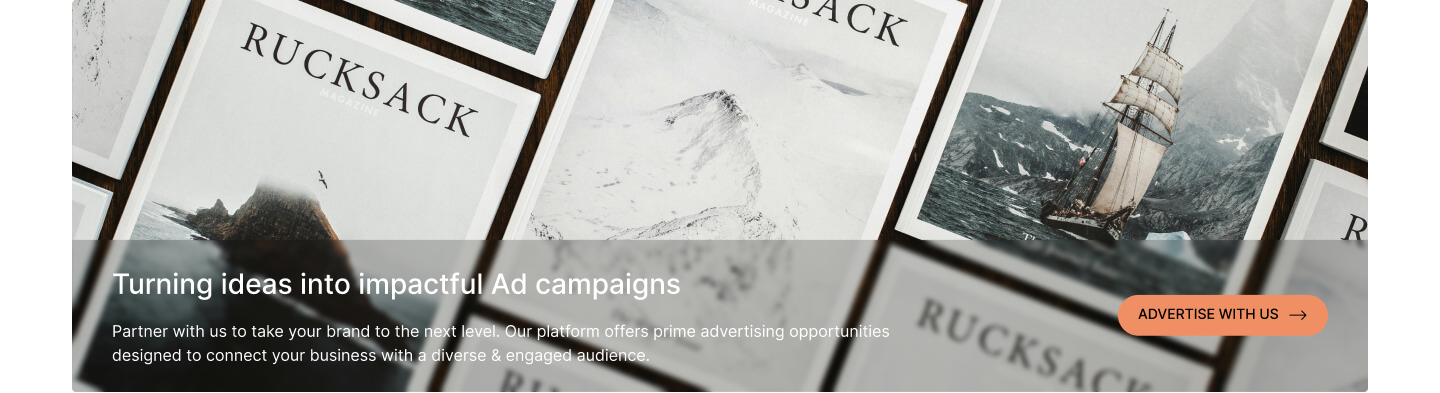 RUCKSACK
MAGAZINE
SACK
MAGAZINE
Turning ideas into impactful Ad campaigns
Partner with us to take your brand to the next level. Our platform offers prime advertising opportunities
designed to connect your business with a diverse & engaged audience.
ADVERTISE WITH US
RUCKSACK